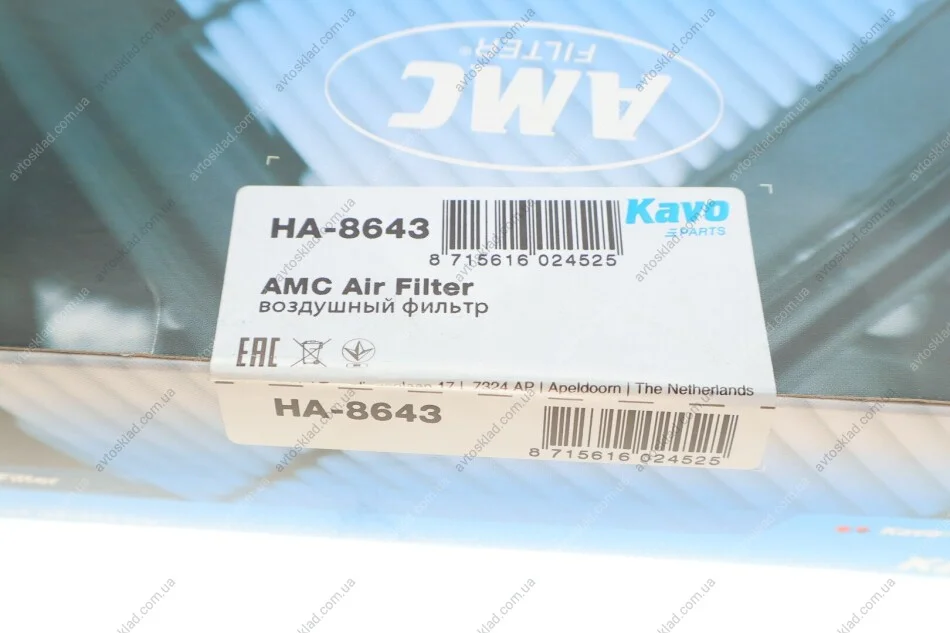 AMC
FILTER®
HA-8643
8 715616 024525
Kavo
PARTS
AMC Air Filter
воздушный фильтр
EAC
17 | 7324 AP | Apeldoorn | The Netherlands
HA-8643
8 715616 024525
avtosklad.com.ua